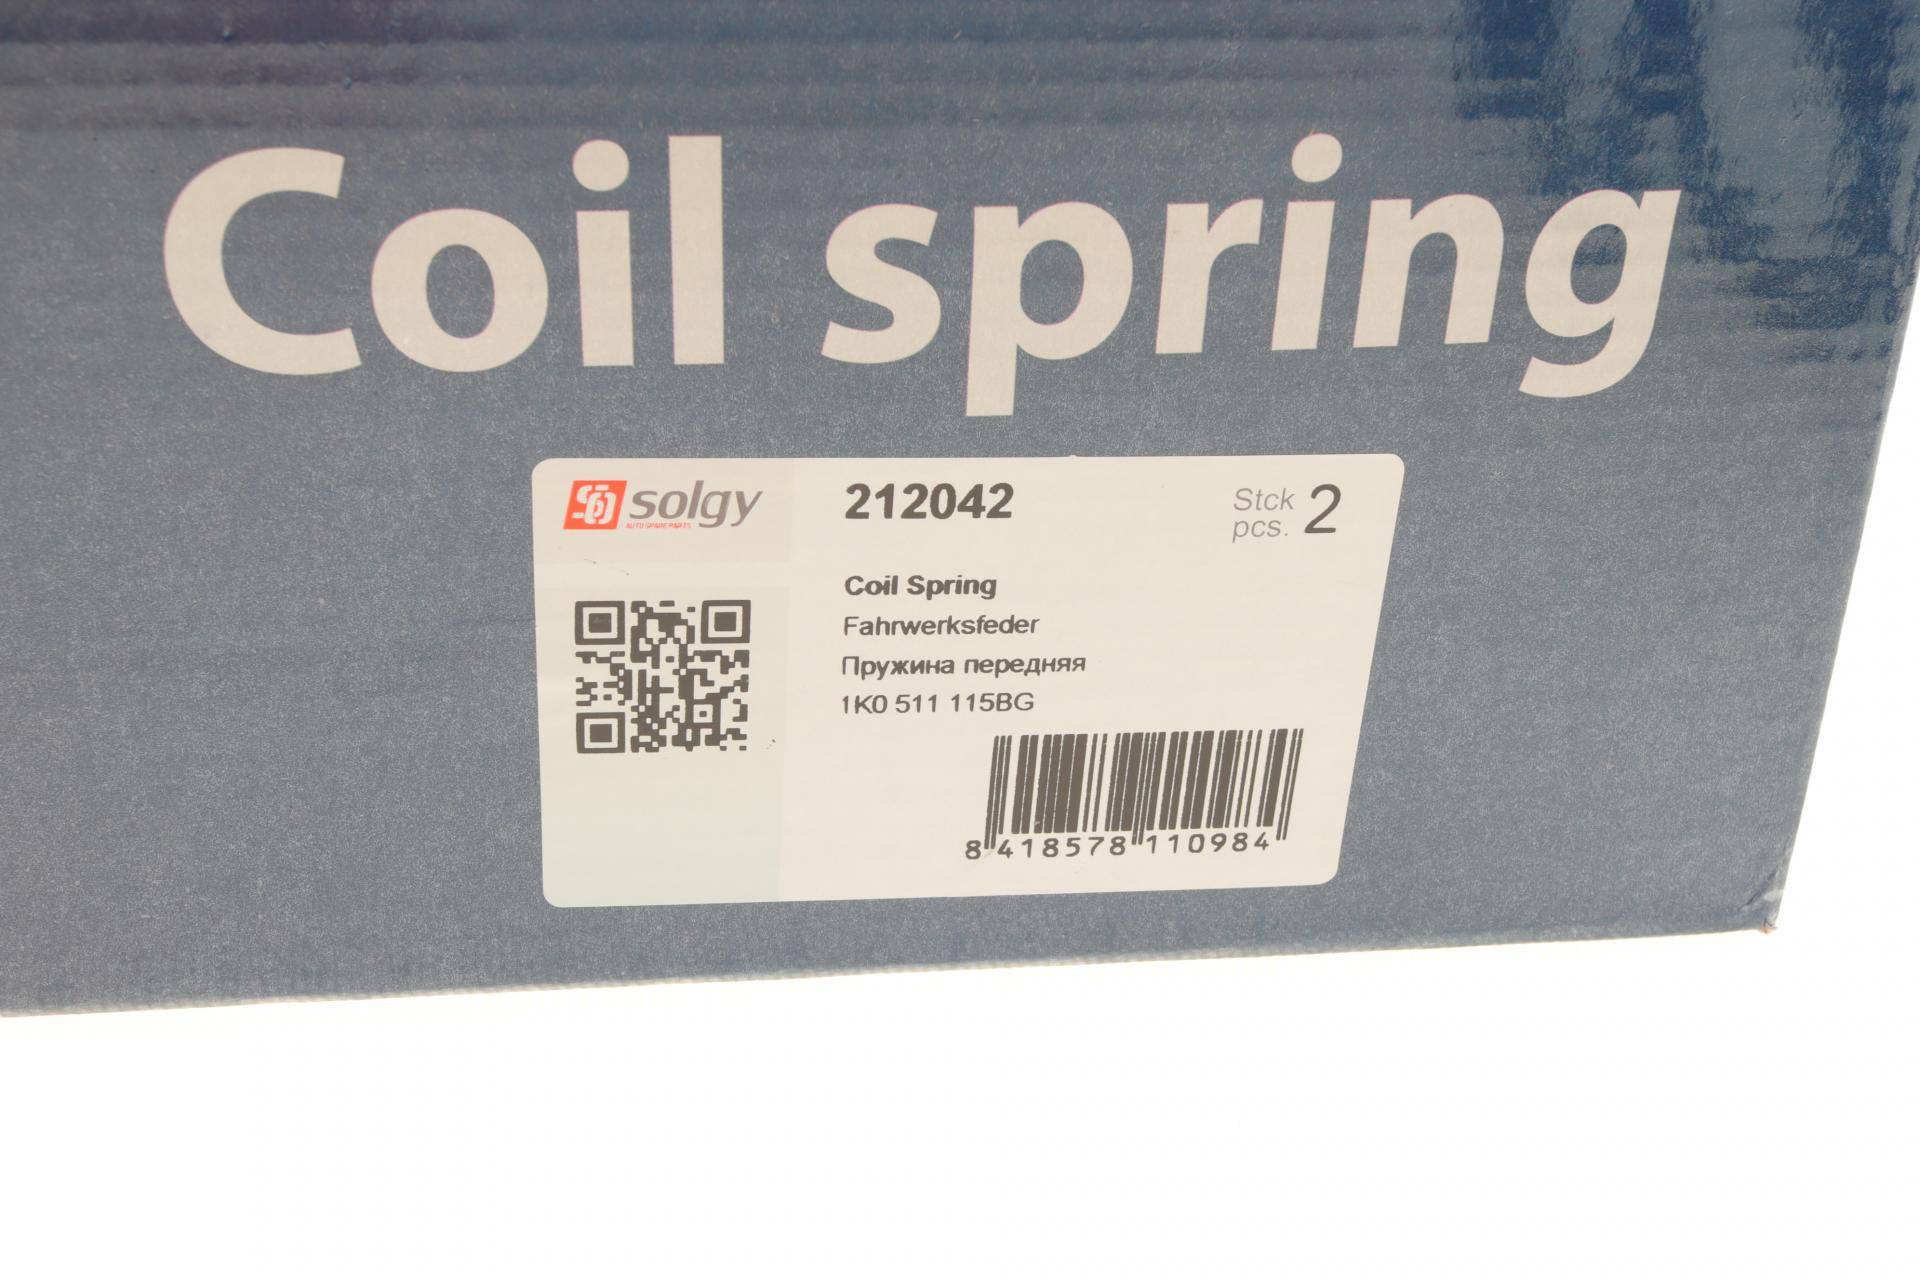 Coil spring
solgy
AUTO SPARE PARTS
212042
Stck
pcs. 2
Coil Spring
Fahrwerksfeder
Пружина передняя
1K0 511 115BG
8 418578 110984